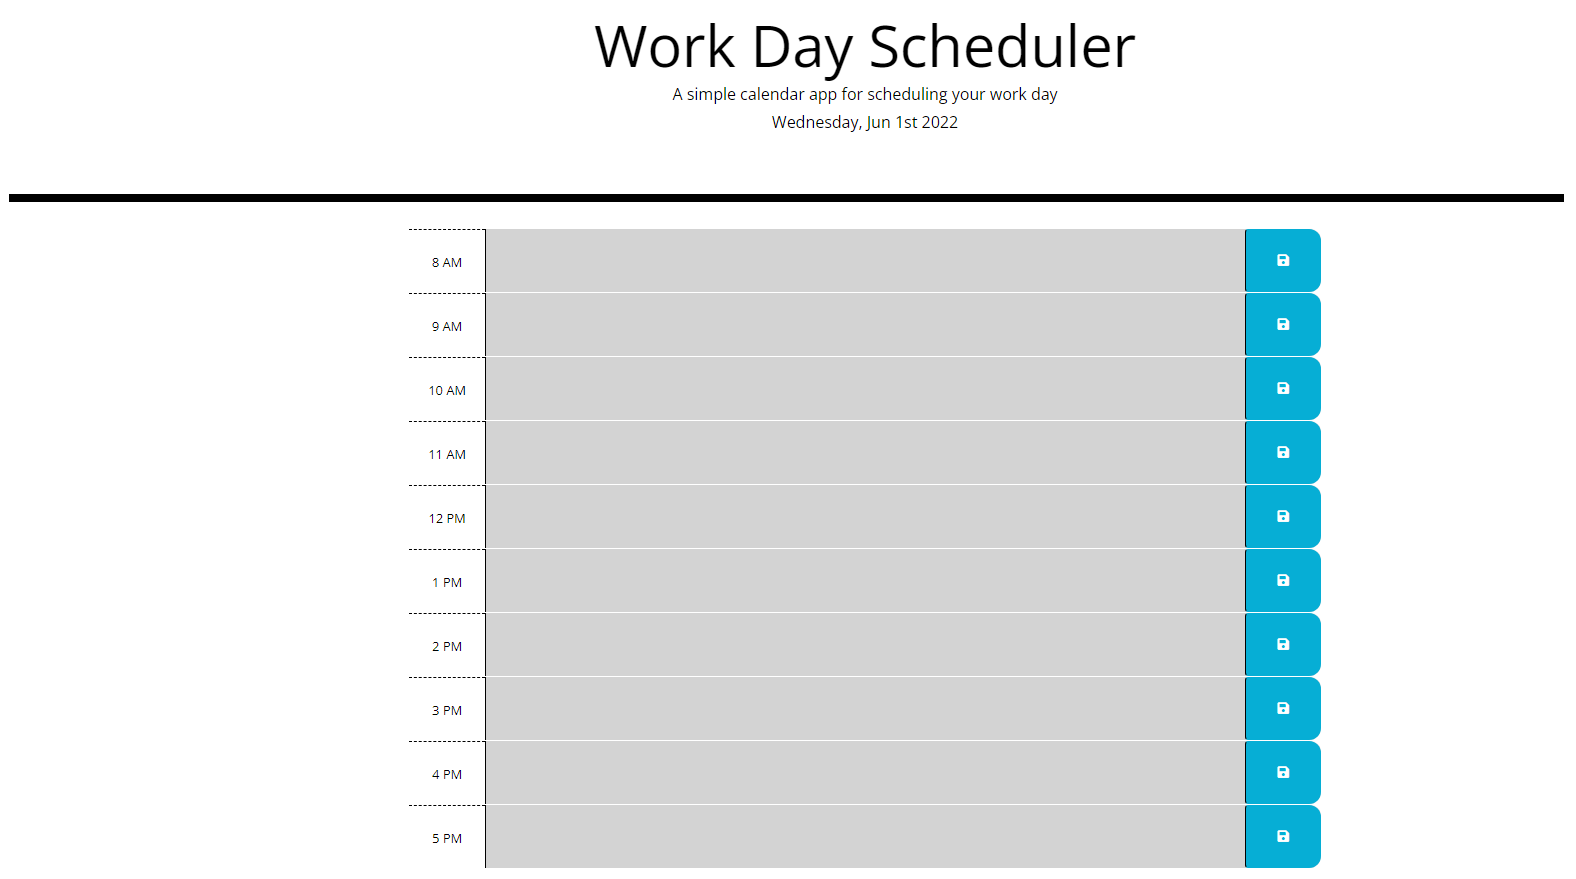 Work Day Scheduler
A simple calendar app for scheduling your work day
Wednesday, Jun 1st 2022
8 AM
9 AM
10 AM
11 AM
12 PM
1 PM
2 PM
3 PM
4 PM
5 PM